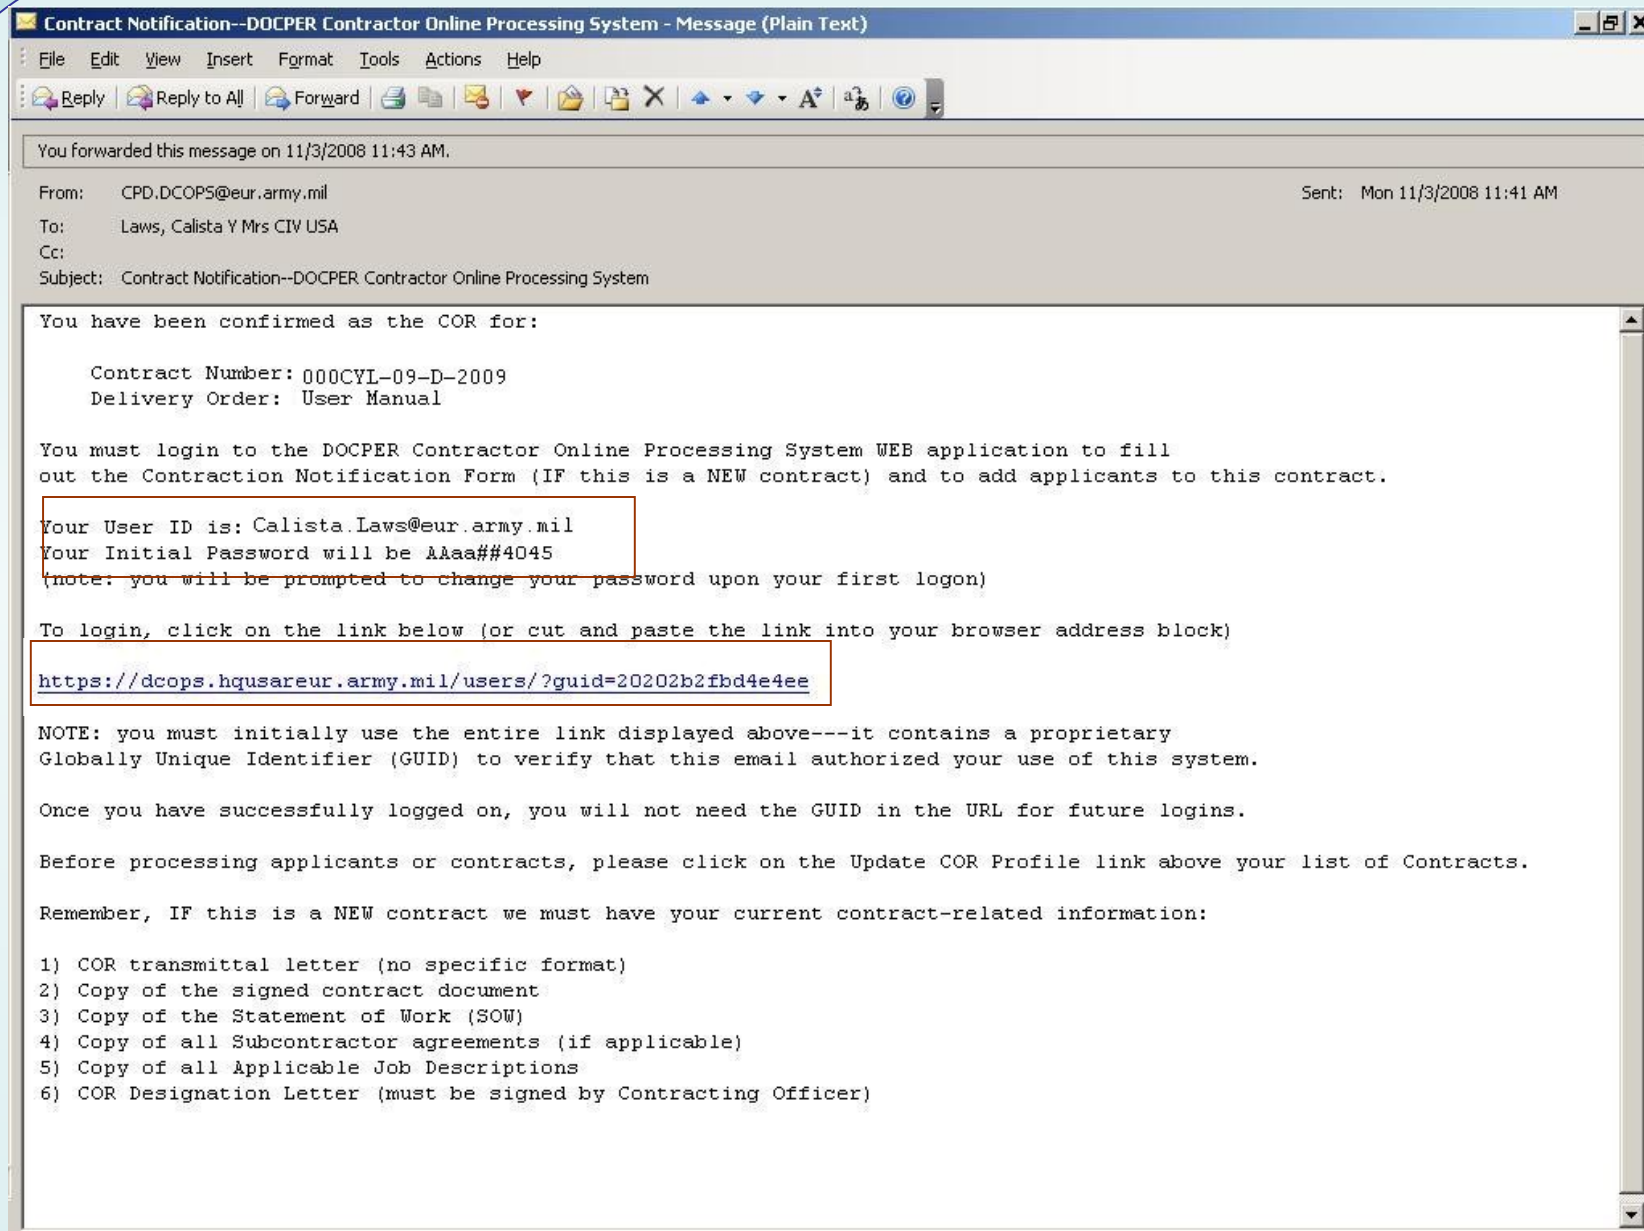 Contract Notification--DOCPER Contractor Online Processing System - Message (Plain Text)
File Edit View Insert Format Tools Actions Help
Reply Reply to All Forward
You forwarded this message on 11/3/2008 11:43 AM.
From: CPD.DCOPS@eur.army.mil Sent: Mon 11/3/2008 11:41 AM
To: Laws, Calista Y Mrs CIV USA
Cc:
Subject: Contract Notification--DOCPER Contractor Online Processing System
You have been confirmed as the COR for:
Contract Number: 000CYL-09-D-2009
Delivery Order: User Manual
You must login to the DOCPER Contractor Online Processing System WEB application to fill
out the Contraction Notification Form (IF this is a NEW contract) and to add applicants to this contract.
Your User ID is: Calista.Laws@eur.army.mil
Your Initial Password will be AAaa##4045
(note: you will be prompted to change your password upon your first logon)
To login, click on the link below (or cut and paste the link into your browser address block)
https://dcops.hqusareur.army.mil/users/?guid=20202b2fbd4e4ee
NOTE: you must initially use the entire link displayed above---it contains a proprietary
Globally Unique Identifier (GUID) to verify that this email authorized your use of this system.
Once you have successfully logged on, you will not need the GUID in the URL for future logins.
Before processing applicants or contracts, please click on the Update COR Profile link above your list of Contracts.
Remember, IF this is a NEW contract we must have your current contract-related information:
1) COR transmittal letter (no specific format)
2) Copy of the signed contract document
3) Copy of the Statement of Work (SOW)
4) Copy of all Subcontractor agreements (if applicable)
5) Copy of all Applicable Job Descriptions
6) COR Designation Letter (must be signed by Contracting Officer)